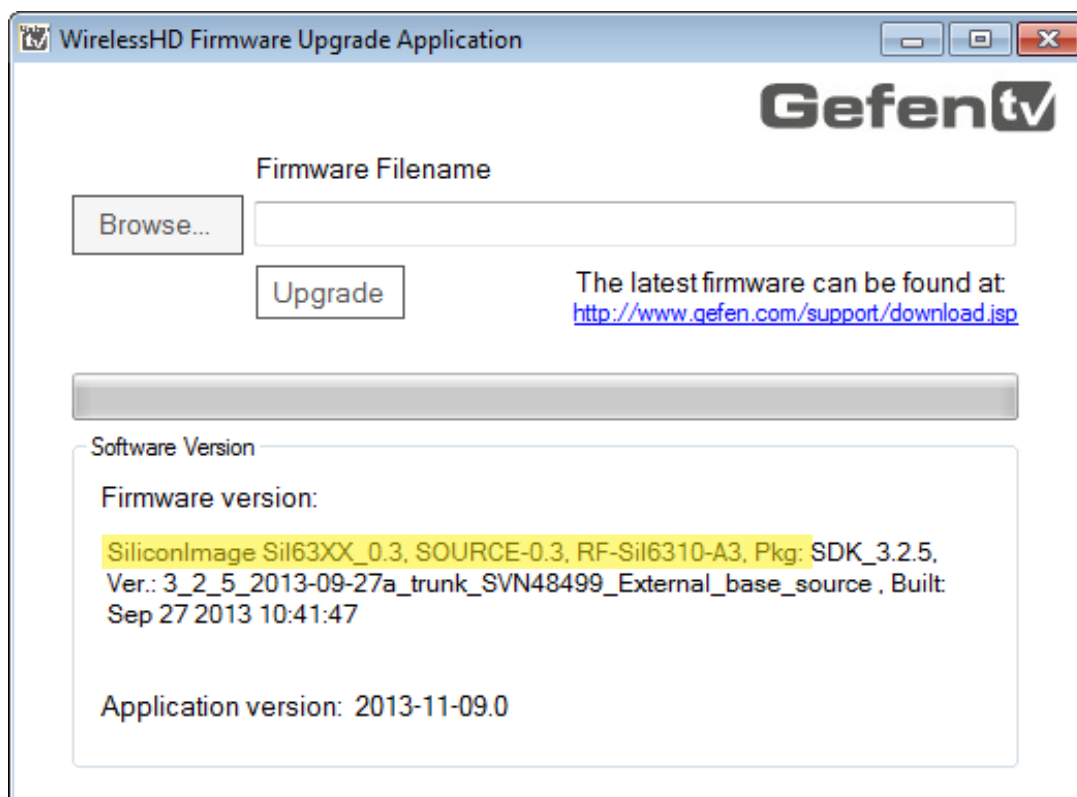 WirelessHD Firmware Upgrade Application
Gefen tv
Firmware Filename
Browse...
Upgrade
The latest firmware can be found at:
http://www.gefen.com/support/download.jsp
Software Version
Firmware version:
SiliconImage SiI63XX_0.3, SOURCE-0.3, RF-SiI6310-A3, Pkg: SDK_3.2.5,
Ver.: 3_2_5_2013-09-27a_trunk_SVN48499_External_base_source , Built:
Sep 27 2013 10:41:47
Application version: 2013-11-09.0